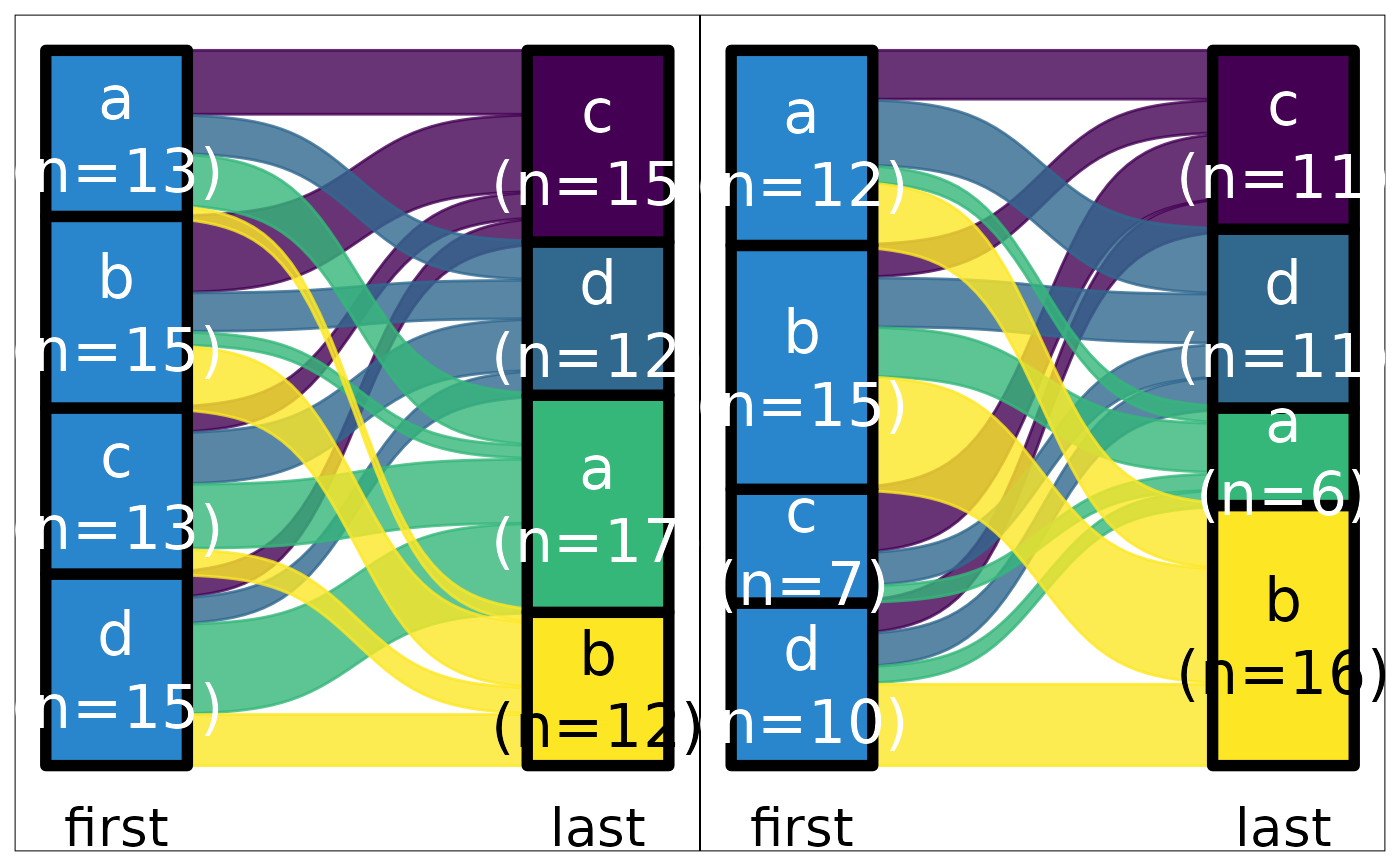 a
n=13)
b
n=15)
c
n=13)
d
n=15)
first
c
(n=15
d
(n=12
a
(n=17
b
(n=12)
last
a
n=12)
b
n=15)
c
(n=7)
d
n=10)
first
c
(n=11
d
(n=11
a
(n=6)
b
(n=16)
last